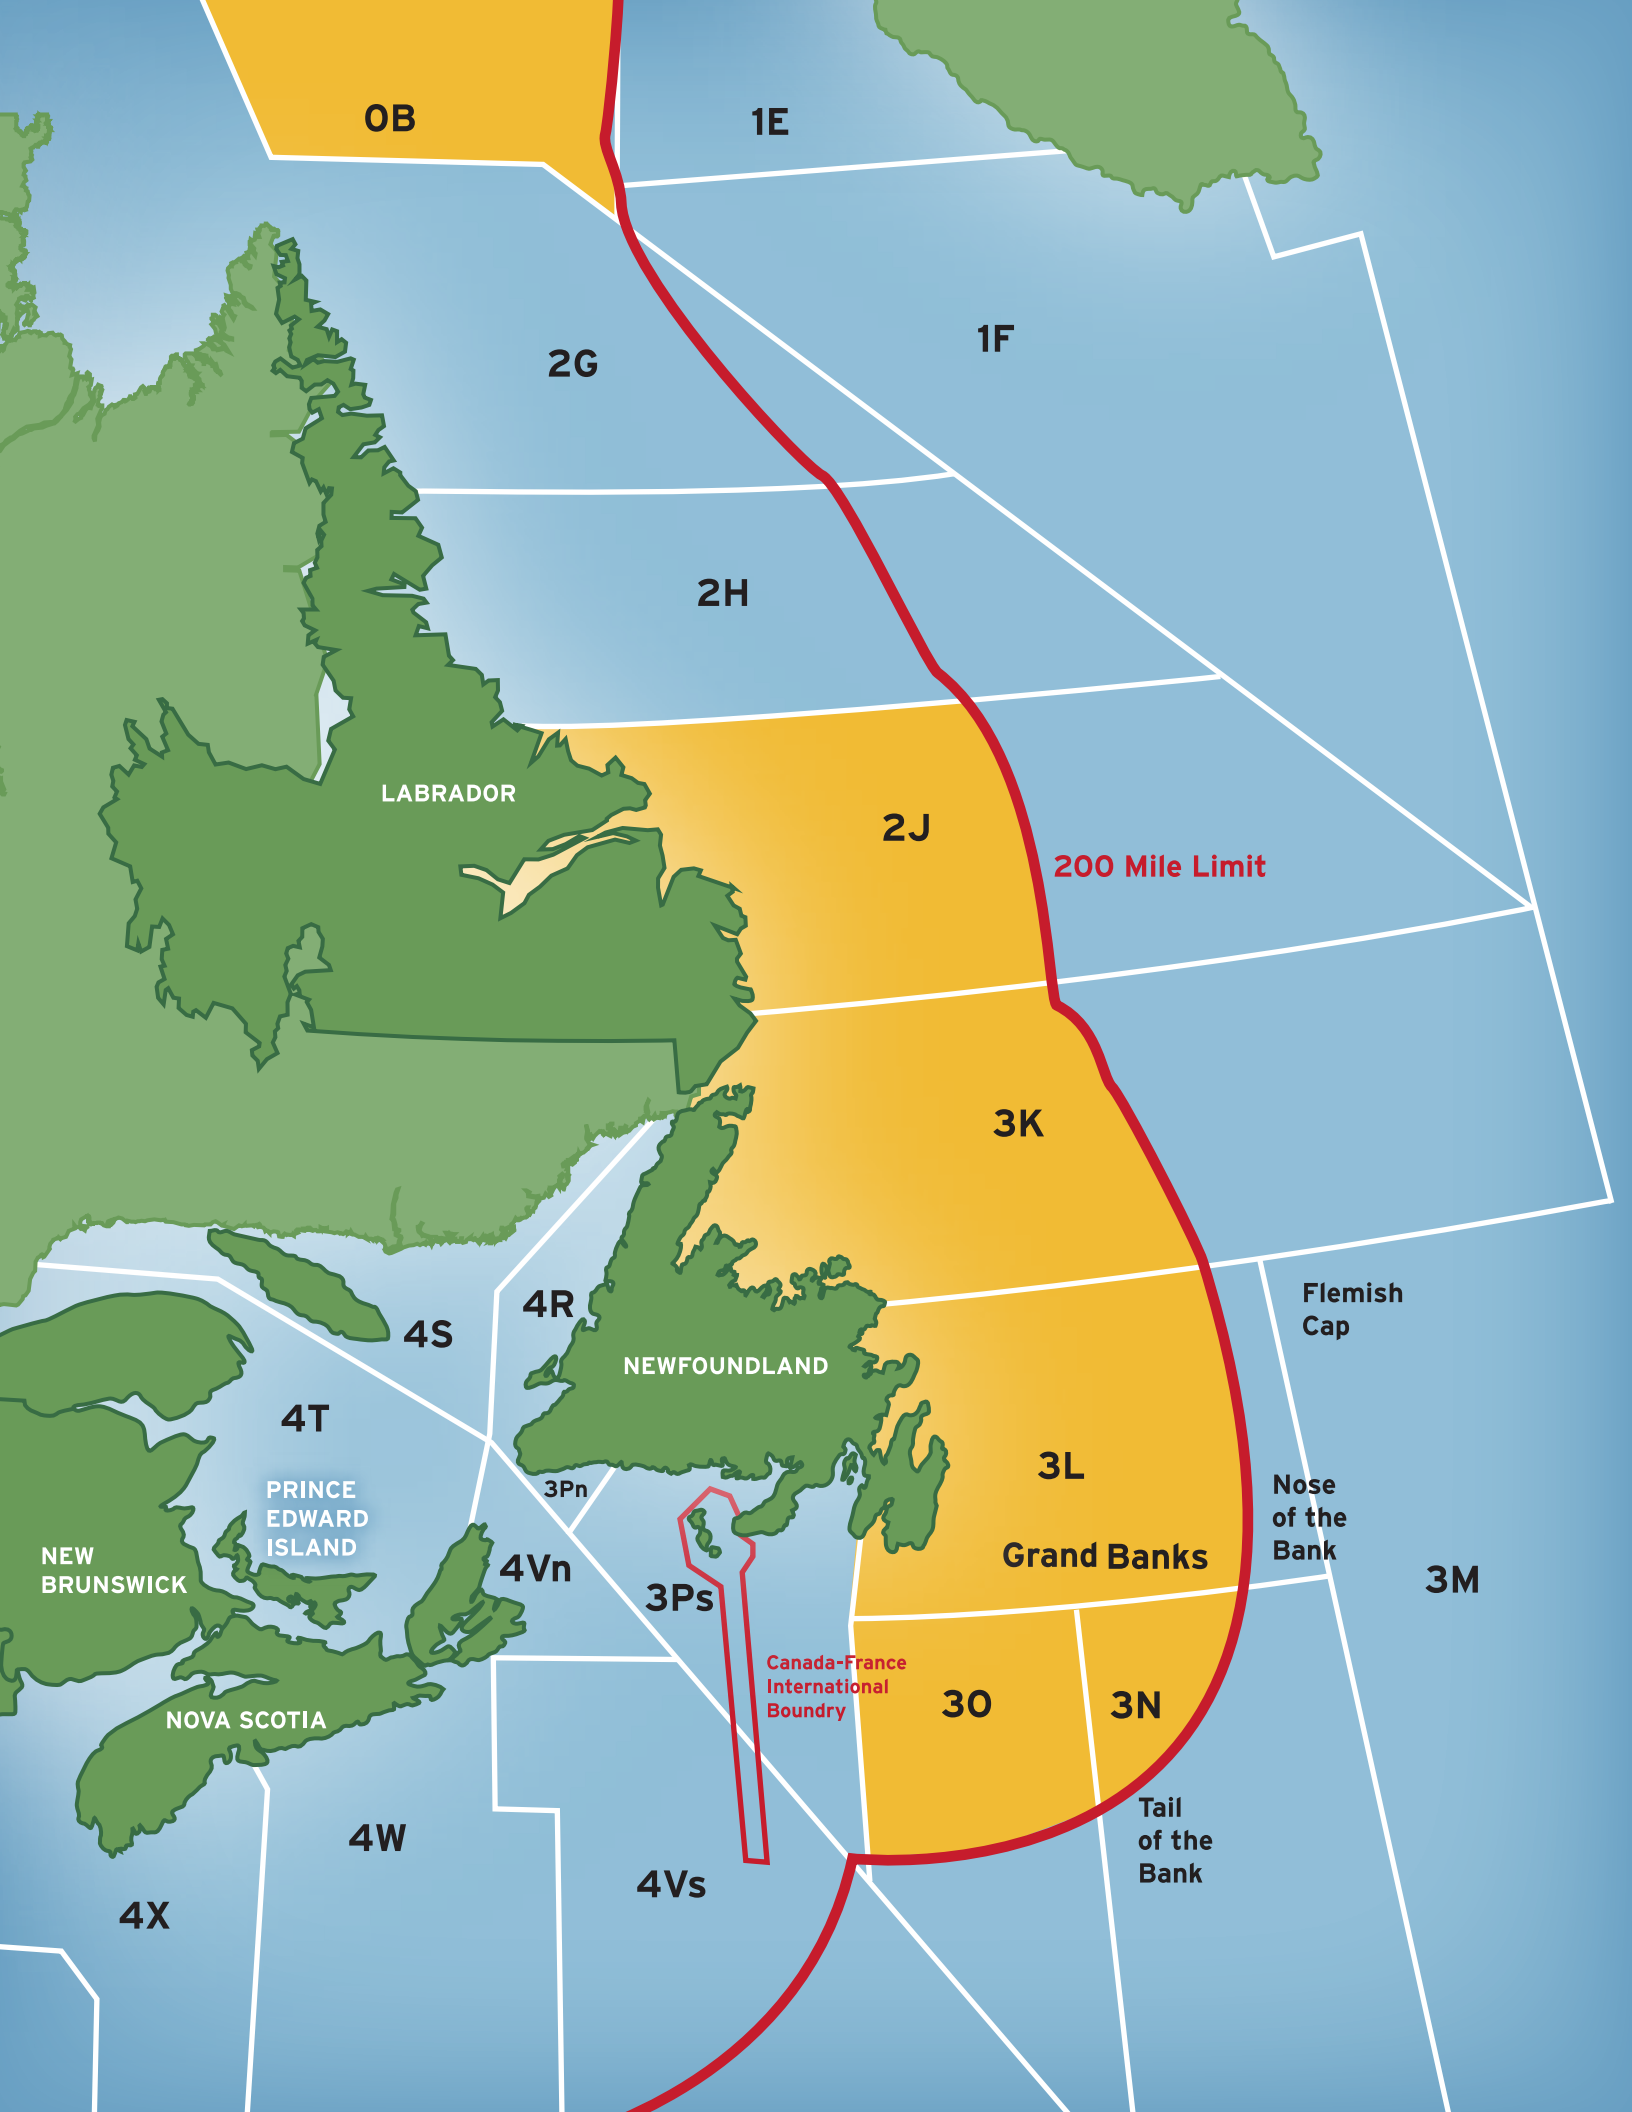 0B
1E
1F
2G
2H
LABRADOR
2J
200 Mile Limit
3K
Flemish
Cap
4R
4S
NEWFOUNDLAND
4T
3L
PRINCE
EDWARD
ISLAND
3Pn
Nose
of the
Bank
NEW
BRUNSWICK
4Vn
Grand Banks
3M
3Ps
Canada-France
International
Boundry
3O
3N
NOVA SCOTIA
Tail
of the
Bank
4W
4Vs
4X